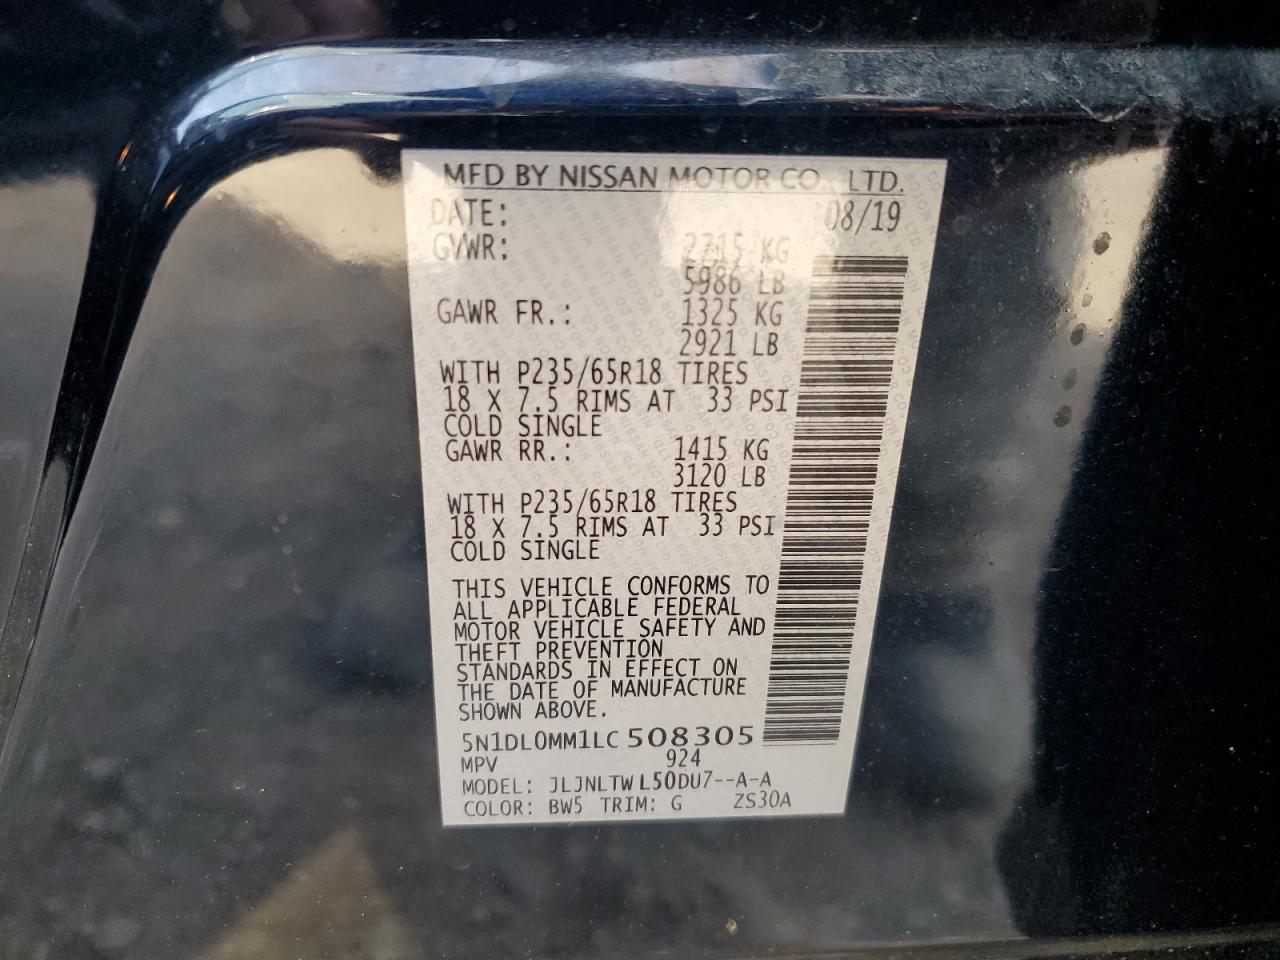 MFD BY NISSAN MOTOR CO., LTD.
DATE: 08/19
GVWR: 2715 KG
5986 LB
GAWR FR.: 1325 KG
2921 LB
WITH P235/65R18 TIRES
18 X 7.5 RIMS AT 33 PSI
COLD SINGLE
GAWR RR.: 1415 KG
3120 LB
WITH P235/65R18 TIRES
18 X 7.5 RIMS AT 33 PSI
COLD SINGLE
THIS VEHICLE CONFORMS TO
ALL APPLICABLE FEDERAL
MOTOR VEHICLE SAFETY AND
THEFT PREVENTION
STANDARDS IN EFFECT ON
THE DATE OF MANUFACTURE
SHOWN ABOVE.
5N1DL0MM1LC 508305
MPV 924
MODEL: JLJNLTW L50DU7--A-A
COLOR: BW5 TRIM: G ZS30A